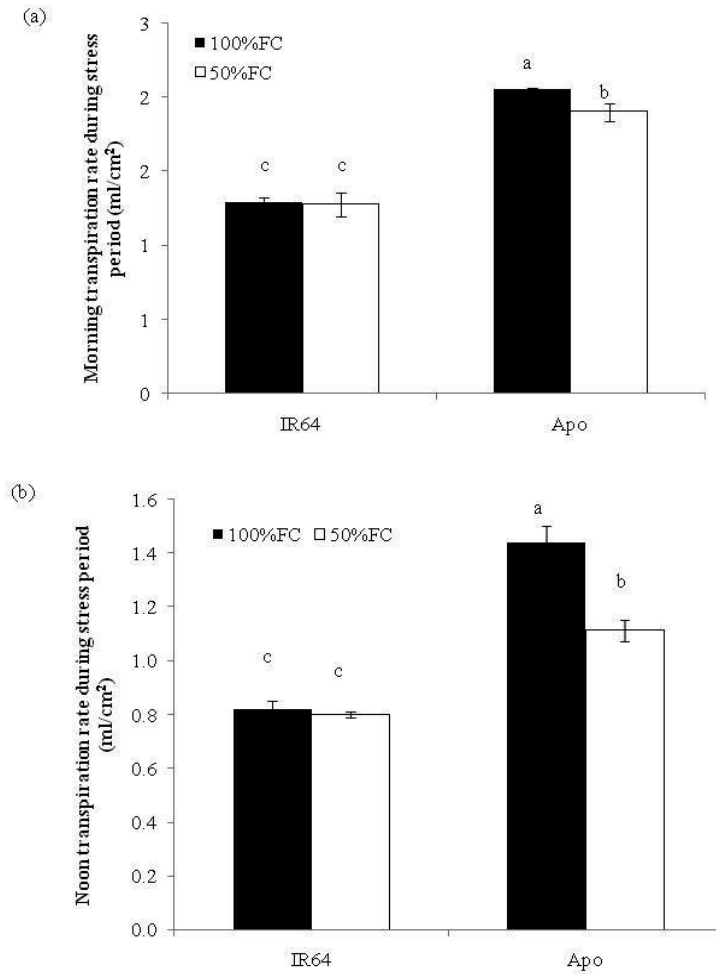 (a)
Morning transpiration rate during stress
period (ml/cm²)
3
2
2
1
1
0
100%FC
50%FC
c
c
a
b
IR64
Apo
(b)
Noon transpiration rate during stress period
(ml/cm²)
1.6
1.4
1.2
1.0
0.8
0.6
0.4
0.2
0.0
100%FC 50%FC
c
c
a
b
IR64
Apo